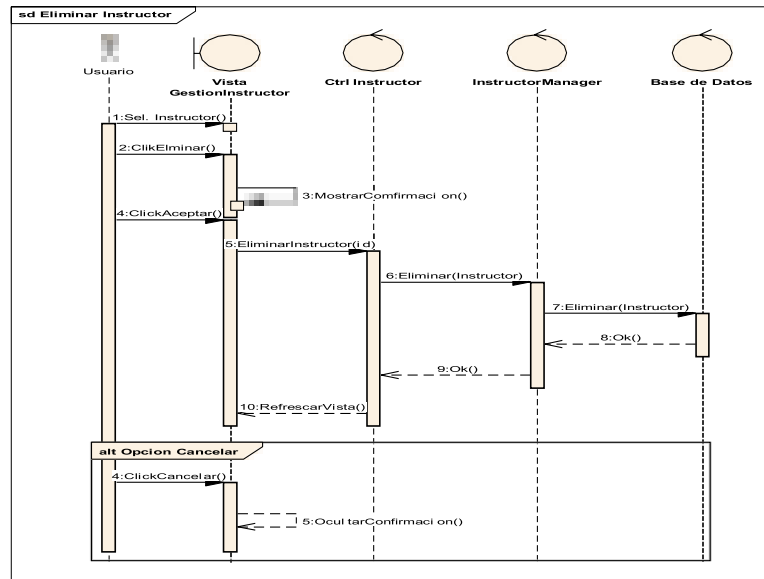 sd Eliminar Instructor
Usuario
Vista
GestionInstructor
Ctrl Instructor
InstructorManager
Base de Datos
1:Sel. Instructor()
2:ClikElminar()
3:MostrarComfirmaci on()
4:ClickAceptar()
5:EliminarInstructor(i d)
6:Eliminar(Instructor)
7:Eliminar(Instructor)
8:Ok()
9:Ok()
10:RefrescarVista()
alt Opcion Cancelar
4:ClickCancelar()
5:Ocul tarConfirmaci on()